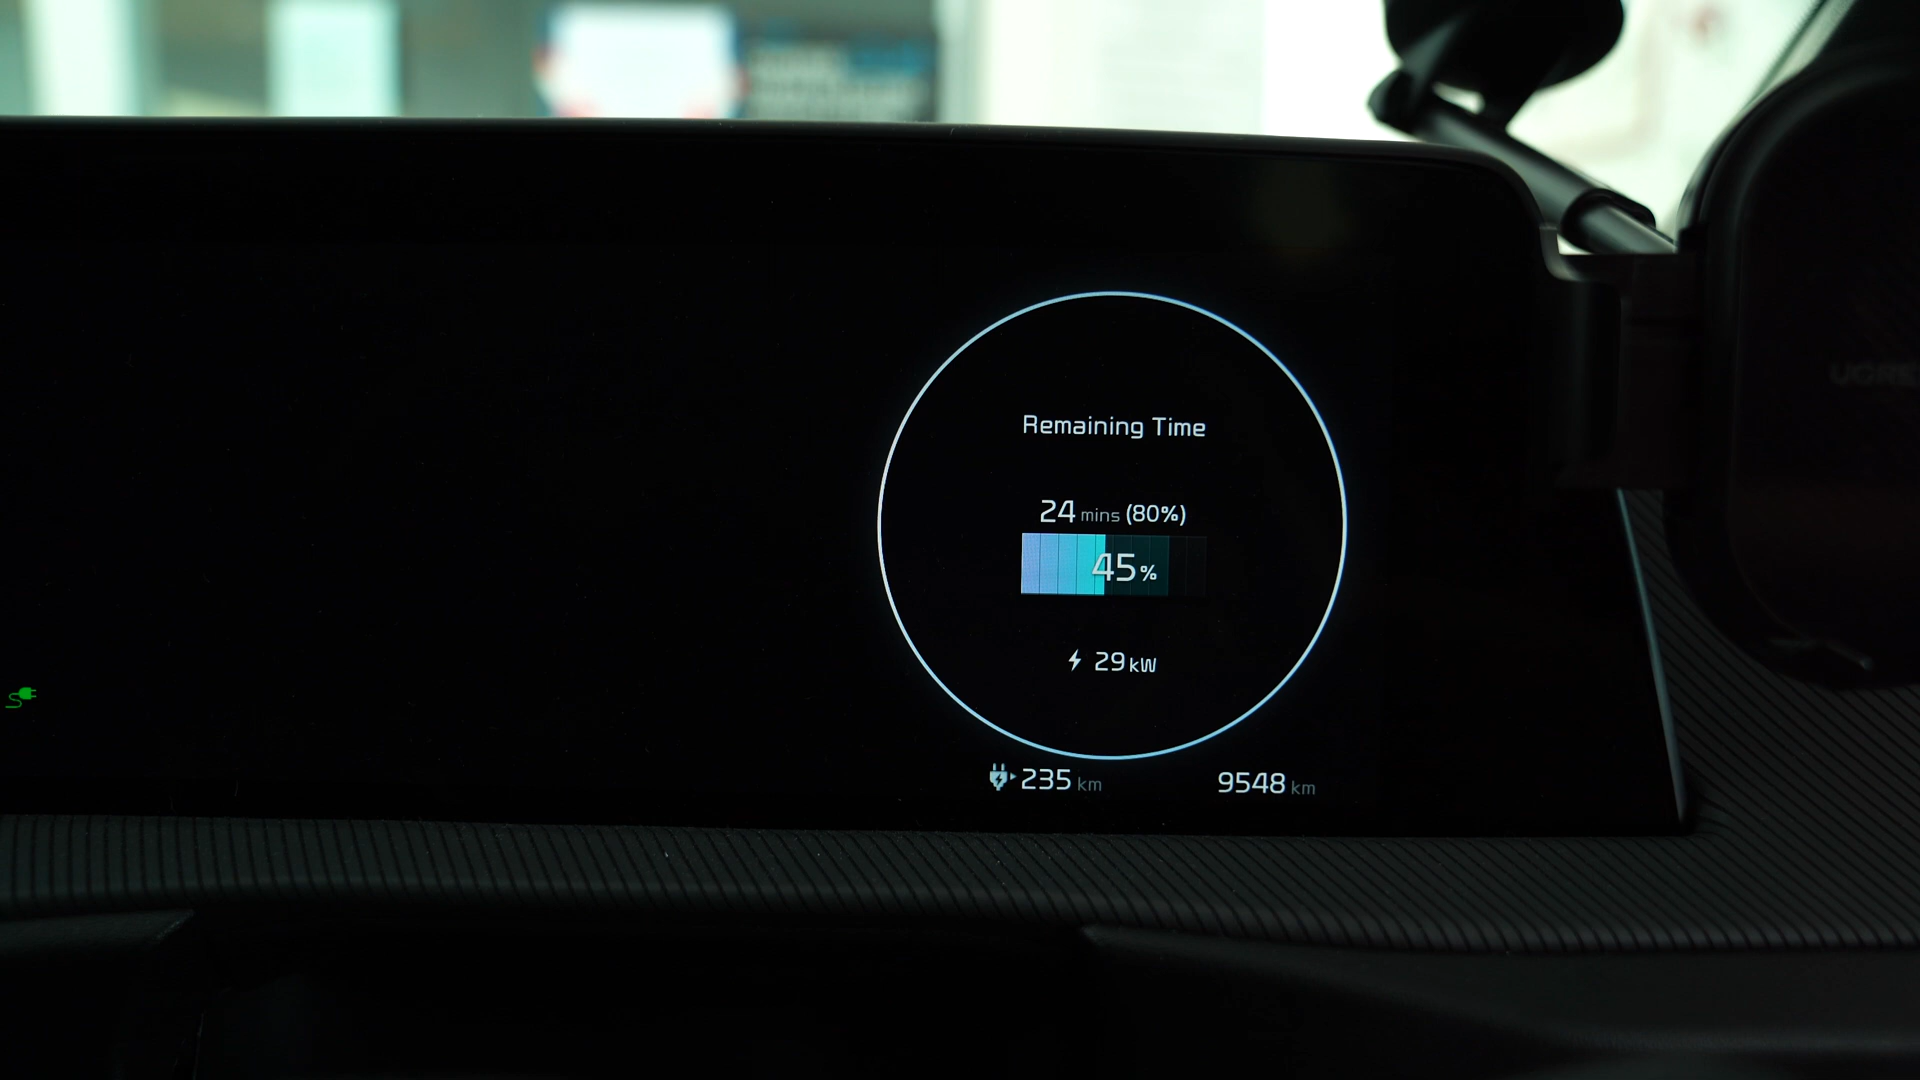 Remaining Time
24 mins (80%)
45%
29 kW
235 km
9548 km